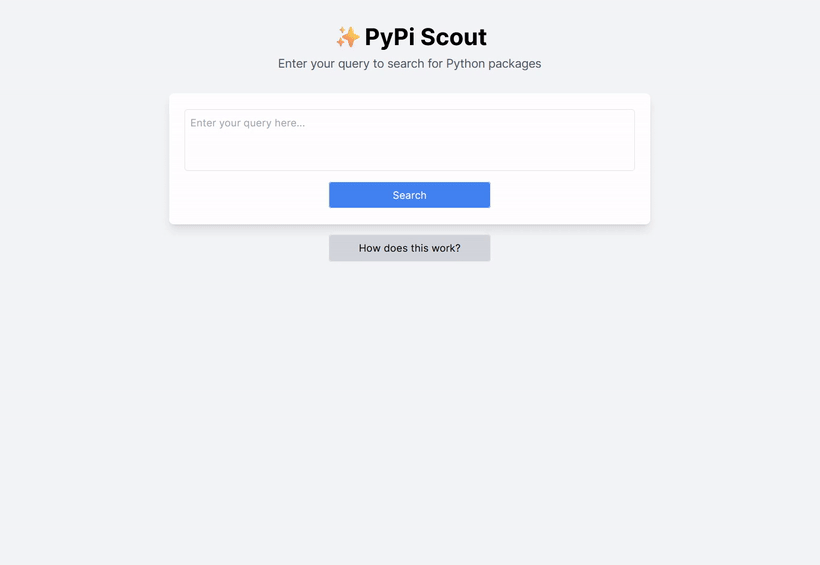 ✨ PyPi Scout
Enter your query to search for Python packages
Enter your query here...
Search
How does this work?